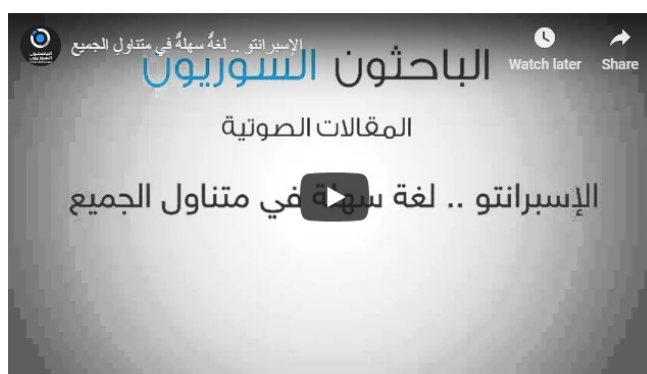 الإسبرانتو .. لغةٌ سهلةٌ في متناولِ الجميع
Watch later
Share
الباحثون السوريون
المقالات الصوتية
الإسبرانتو .. لغة سهلة في متناول الجميع